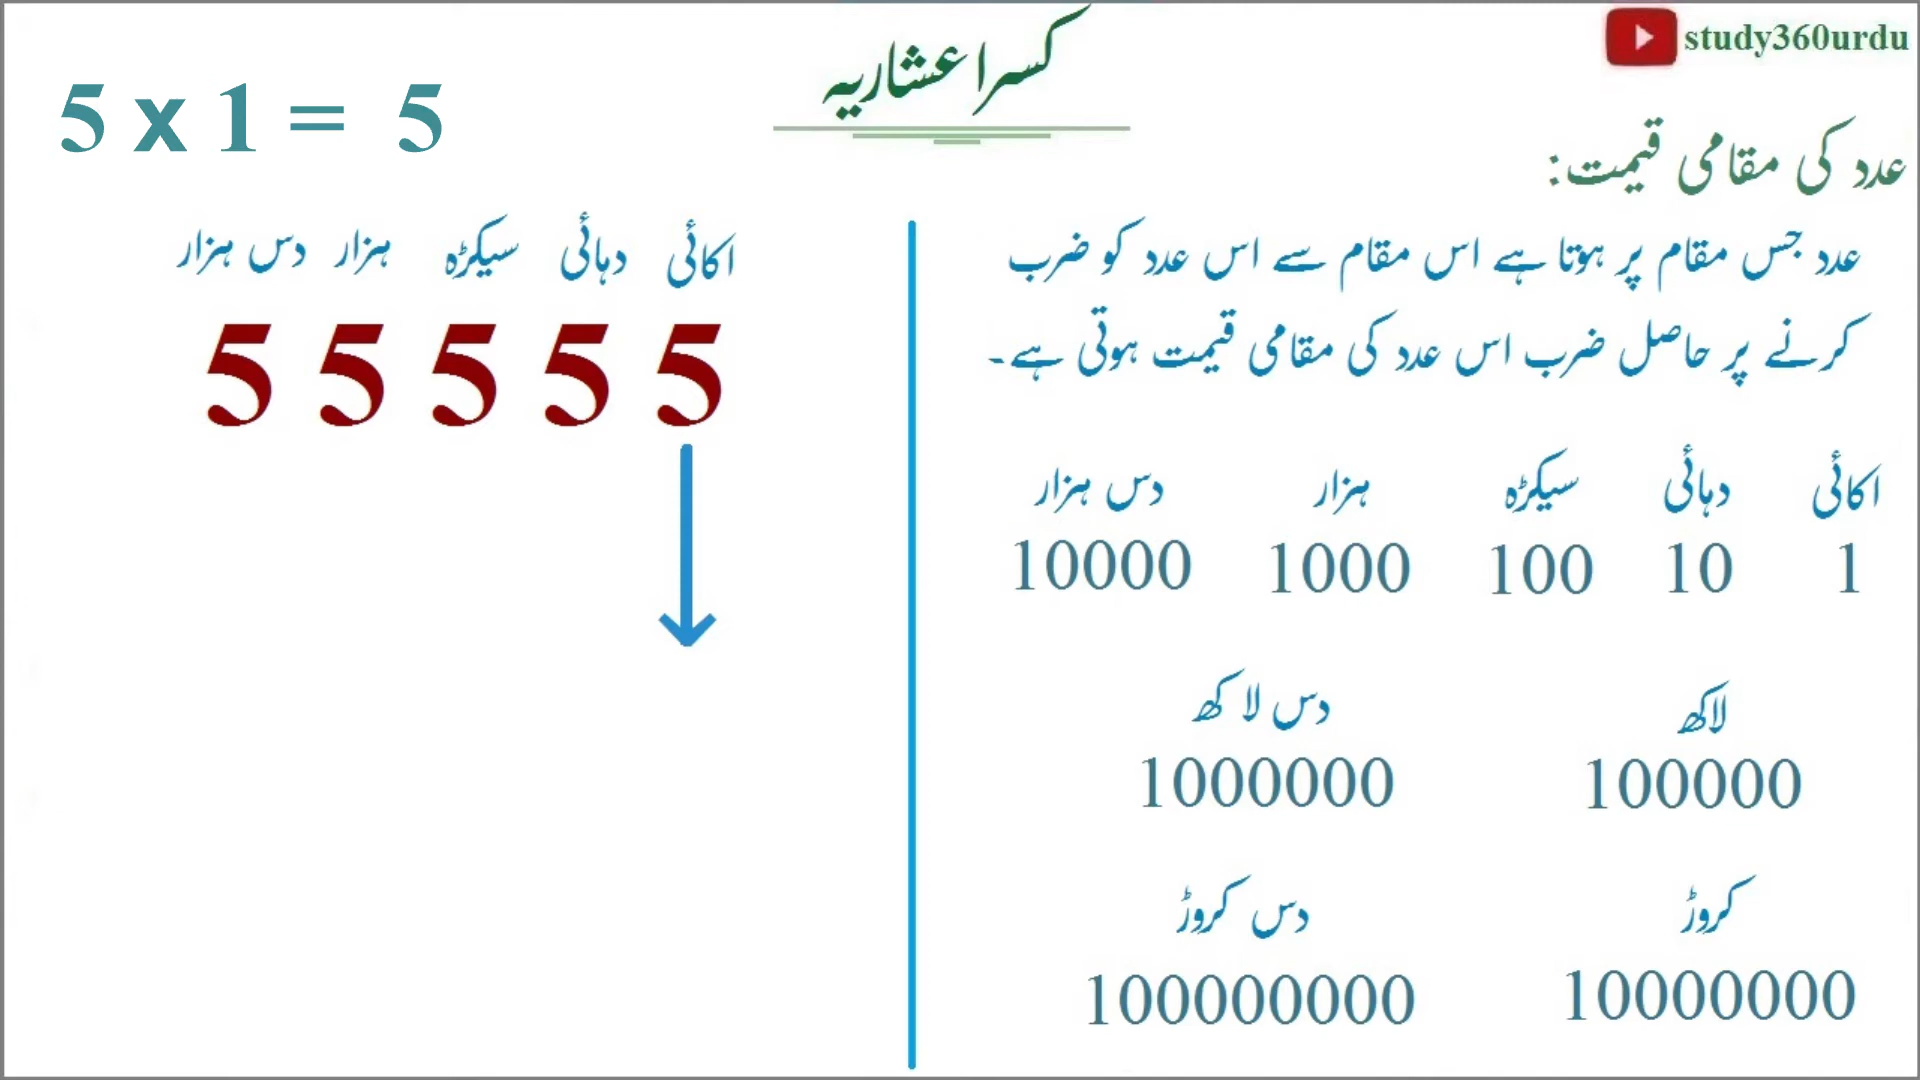 کسر اعشاریہ
study360urdu
5 x 1 = 5
عدد کی مقامی قیمت:
عدد جس مقام پر ہوتا ہے اس مقام سے اس عدد کو ضرب
کرنے پر حاصل ضرب اس عدد کی مقامی قیمت ہوتی ہے۔
اکائی دہائی سیکڑہ ہزار دس ہزار
1 10 100 1000 10000
لاکھ دس لاکھ
100000 1000000
کروڑ دس کروڑ
10000000 100000000
اکائی دہائی سیکڑہ ہزار دس ہزار
5 5 5 5 5